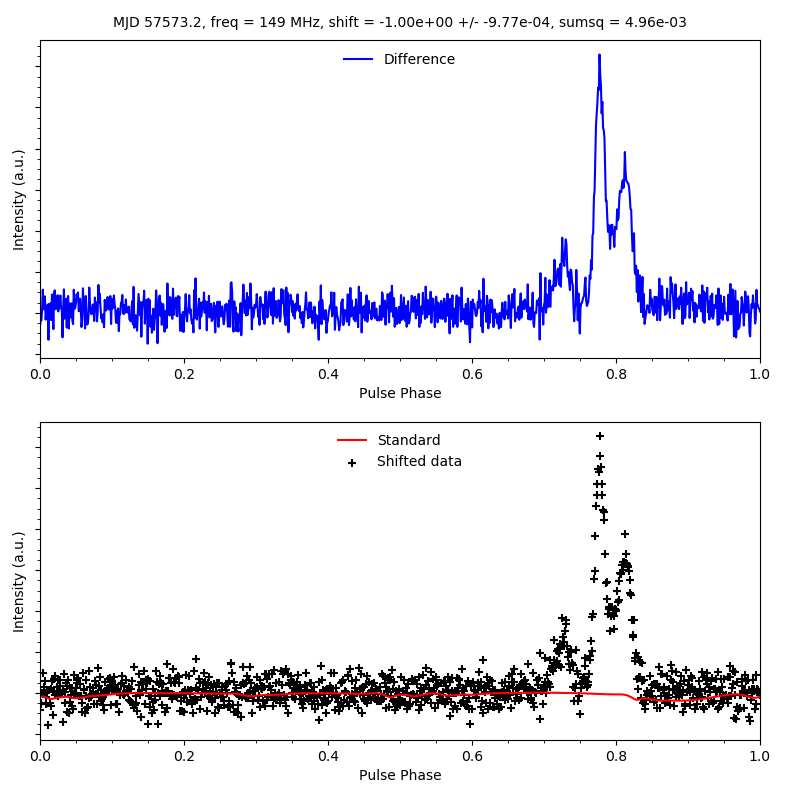 MJD 57573.2, freq = 149 MHz, shift = -1.00e+00 +/- -9.77e-04, sumsq = 4.96e-03
Difference
Intensity (a.u.)
0.0 0.2 0.4 0.6 0.8 1.0
Pulse Phase
Standard
Shifted data
Intensity (a.u.)
0.0 0.2 0.4 0.6 0.8 1.0
Pulse Phase